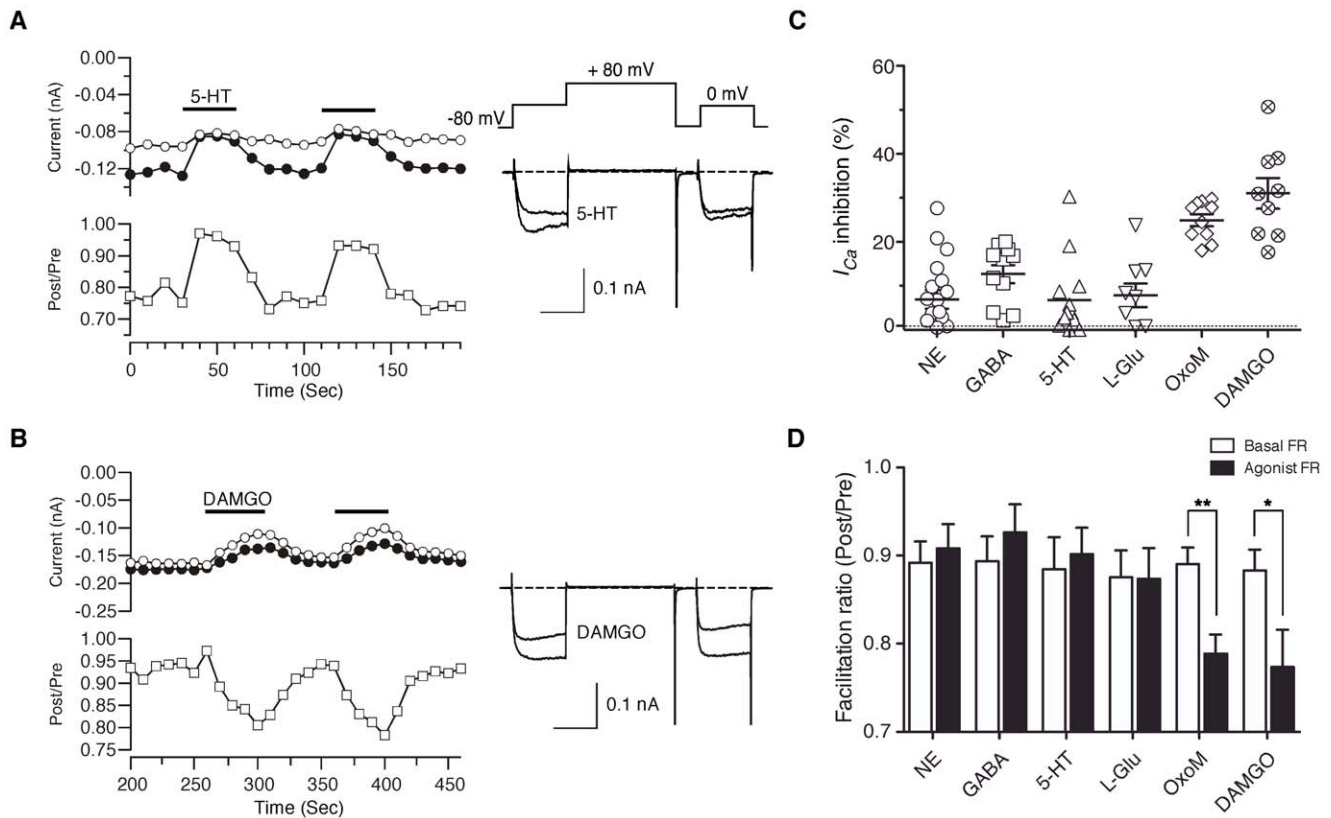 A
0.00
-0.04
-0.08
-0.12
Current (nA)
5-HT
1.00
0.90
0.80
0.70
Post/Pre
0
50
100
150
Time (Sec)
-80 mV
+ 80 mV
0 mV
5-HT
0.1 nA
B
0.00
-0.05
-0.10
-0.15
-0.20
-0.25
Current (nA)
DAMGO
1.00
0.95
0.90
0.85
0.80
0.75
Post/Pre
200
250
300
350
400
450
Time (Sec)
DAMGO
0.1 nA
C
60
40
20
0
ICa inhibition (%)
NE
GABA
5-HT
L-Glu
OxoM
DAMGO
D
Basal FR
Agonist FR
1.0
0.9
0.8
0.7
Facilitation ratio (Post/Pre)
**
*
NE
GABA
5-HT
L-Glu
OxoM
DAMGO